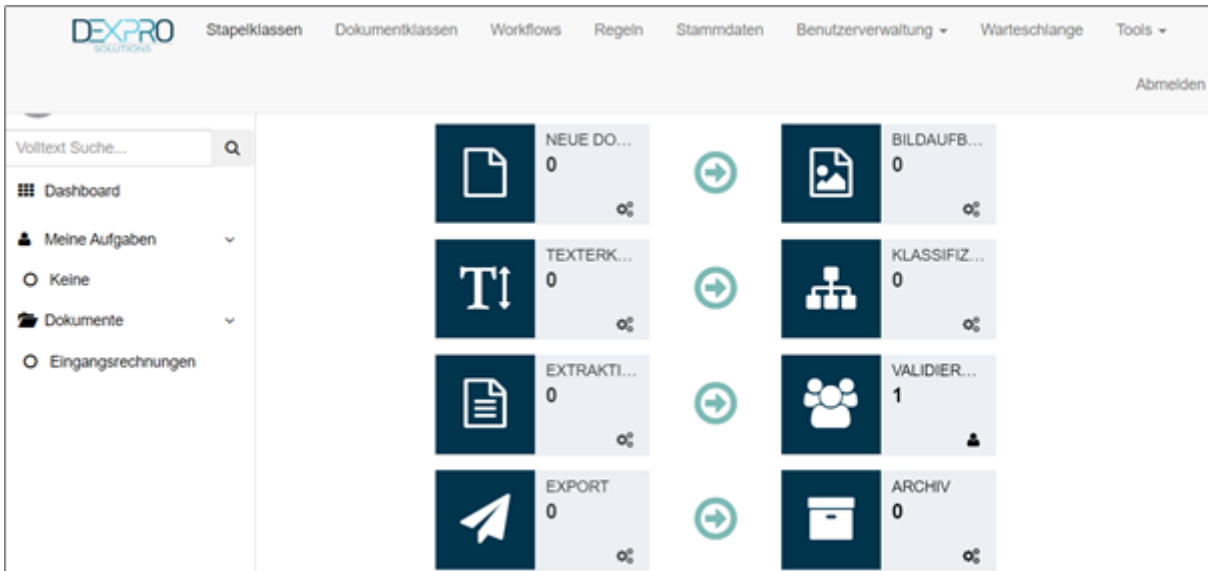 DEXPRO
SOLUTIONS
Stapelklassen Dokumentklassen Workflows Regeln Stammdaten Benutzerverwaltung Warteschlange Tools
Abmelden
Volltext Suche...
Dashboard
Meine Aufgaben
Keine
Dokumente
Eingangsrechnungen
NEUE DO...
0
BILDAUFB...
0
TEXTERK...
0
KLASSIFIZ...
0
EXTRAKTI...
0
VALIDIER...
1
EXPORT
0
ARCHIV
0